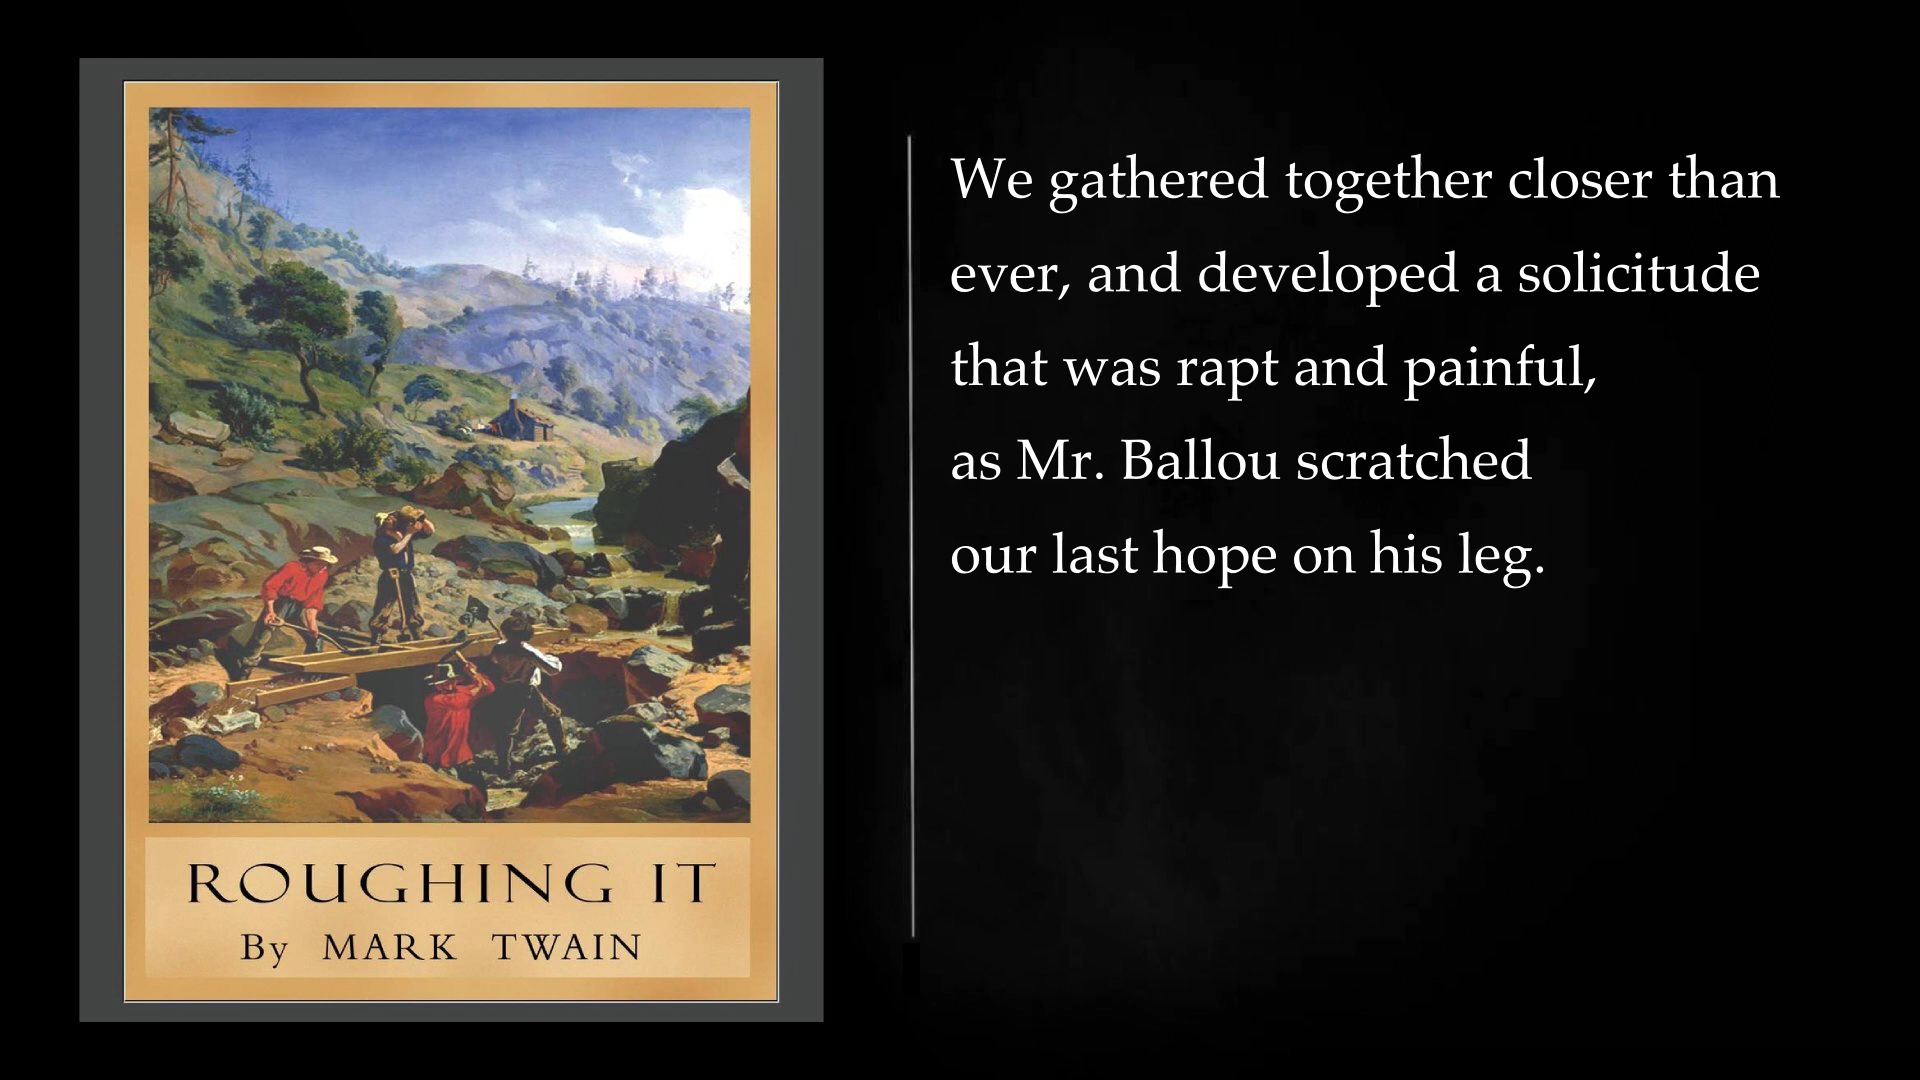 ROUGHING IT
By MARK TWAIN
We gathered together closer than
ever, and developed a solicitude
that was rapt and painful,
as Mr. Ballou scratched
our last hope on his leg.